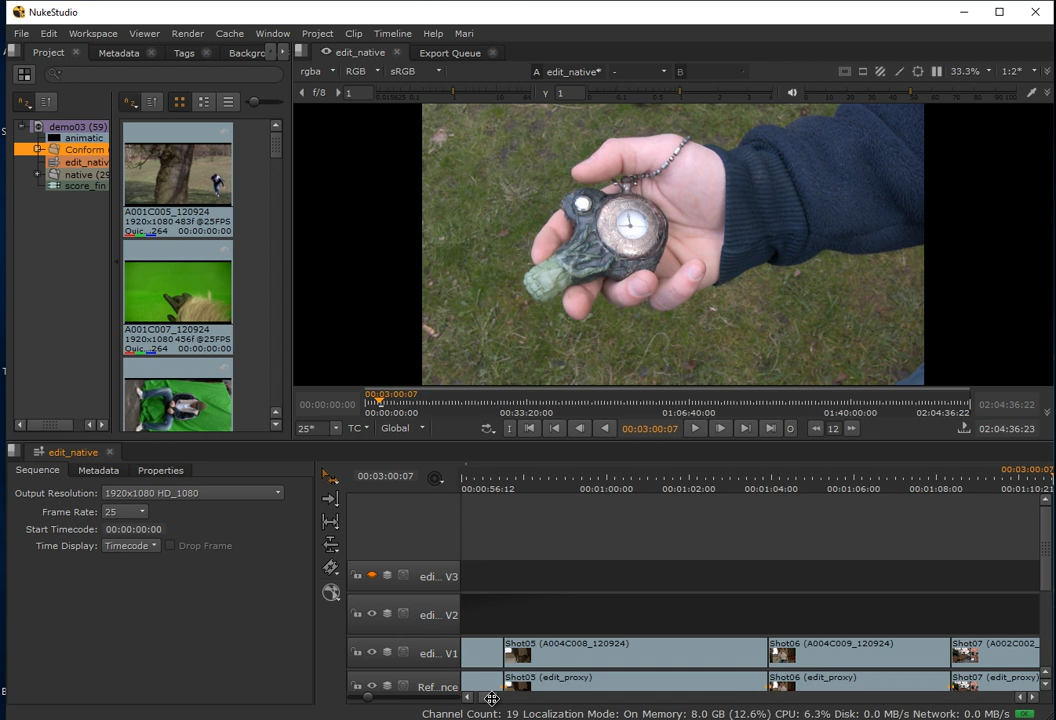 NukeStudio
File Edit Workspace Viewer Render Cache Window Project Clip Timeline Help Mari
Project Metadata Tags Backgro
edit_native Export Queue
rgba RGB sRGB A edit_native* - B 33.3% 1:2*
f/8 1 Y 1
demo03 (59)
animatic
Conform
edit_nativ
native (29
score_fin
A001C005_120924
1920x1080 483f @25FPS
Quic...264 00:00:00:00
A001C007_120924
1920x1080 456f @25FPS
Quic...264 00:00:00:00
00:03:00:07
00:00:00:00 00:00:00:00 00:33:20:00 01:06:40:00 01:40:00:00 02:04:36:22 02:04:36:22
25* TC Global I 00:03:00:07 O 12 02:04:36:23
edit_native
Sequence Metadata Properties
Output Resolution: 1920x1080 HD_1080
Frame Rate: 25
Start Timecode: 00:00:00:00
Time Display: Timecode Drop Frame
00:03:00:07 00:03:00:07
00:00:56:12 00:01:00:00 00:01:02:00 00:01:04:00 00:01:06:00 00:01:08:00 00:01:10:21
edi... V3
edi... V2
edi... V1 Shot05 (A004C008_120924) Shot06 (A004C009_120924) Shot07 (A002C002_
Ref...nce Shot05 (edit_proxy) Shot06 (edit_proxy) Shot07 (edit_proxy)
Channel Count: 19 Localization Mode: On Memory: 8.0 GB (12.6%) CPU: 6.3% Disk: 0.0 MB/s Network: 0.0 MB/s